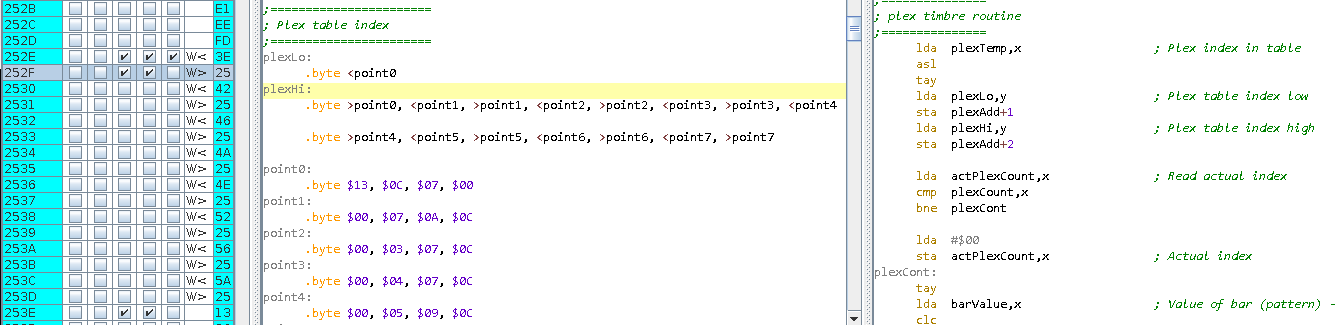 252B E1
252C EE
252D FD
252E W< 3E
252F W> 25
2530 W< 42
2531 W> 25
2532 W< 46
2533 W> 25
2534 W< 4A
2535 W> 25
2536 W< 4E
2537 W> 25
2538 W< 52
2539 W> 25
253A W< 56
253B W> 25
253C W< 5A
253D W> 25
253E 13
;=======================
; Plex table index
;=======================
plexLo:
.byte <point0
plexHi:
.byte >point0, <point1, >point1, <point2, >point2, <point3, >point3, <point4
.byte >point4, <point5, >point5, <point6, >point6, <point7, >point7
point0:
.byte $13, $0C, $07, $00
point1:
.byte $00, $07, $0A, $0C
point2:
.byte $00, $03, $07, $0C
point3:
.byte $00, $04, $07, $0C
point4:
.byte $00, $05, $09, $0C
; plex timbre routine
;===============
lda plexTemp,x ; Plex index in table
asl
tay
lda plexLo,y ; Plex table index low
sta plexAdd+1
lda plexHi,y ; Plex table index high
sta plexAdd+2
lda actPlexCount,x ; Read actual index
cmp plexCount,x
bne plexCont
lda #$00
sta actPlexCount,x ; Actual index
plexCont:
tay
lda barValue,x ; Value of bar (pattern) -
clc